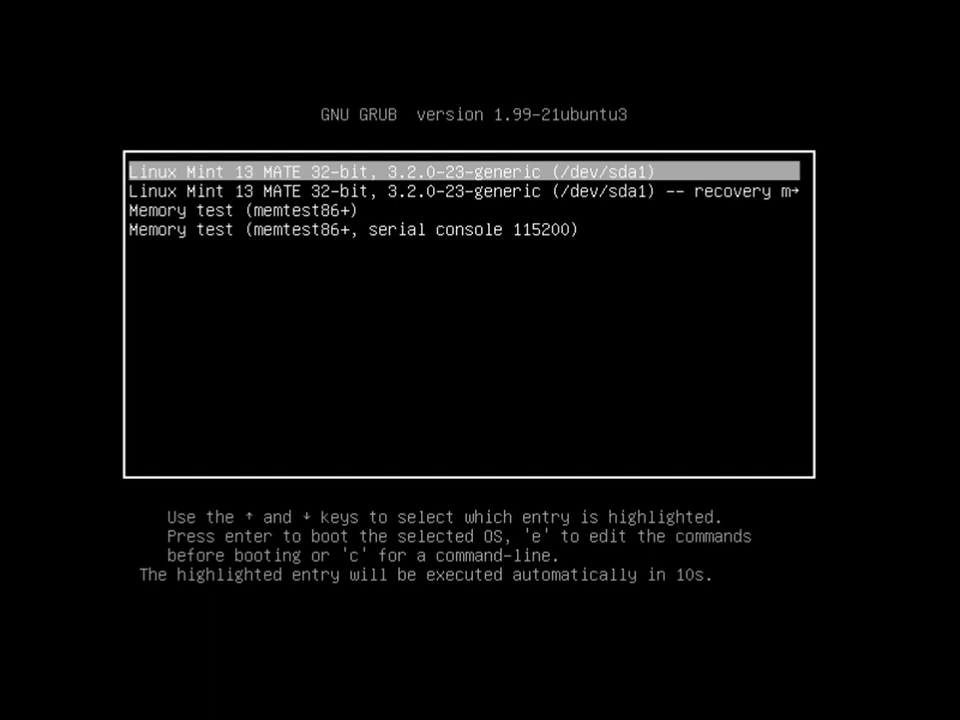 GNU GRUB  version 1.99-21ubuntu3
Linux Mint 13 MATE 32-bit, 3.2.0-23-generic (/dev/sda1)
Linux Mint 13 MATE 32-bit, 3.2.0-23-generic (/dev/sda1) -- recovery m→
Memory test (memtest86+)
Memory test (memtest86+, serial console 115200)
Use the ↑ and ↓ keys to select which entry is highlighted.
Press enter to boot the selected OS, 'e' to edit the commands
before booting or 'c' for a command-line.
The highlighted entry will be executed automatically in 10s.